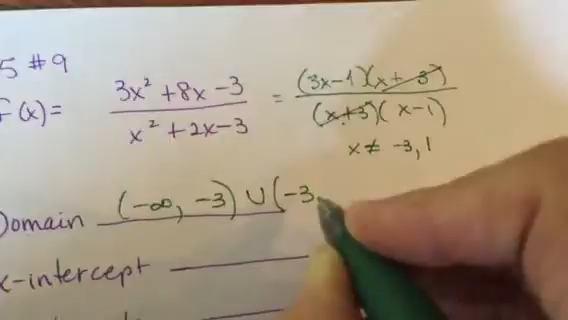 5 #9
f(x) = 3x² + 8x - 3 / x² + 2x - 3 = (3x - 1)(x + 3) / (x + 3)(x - 1)
x ≠ -3, 1
Domain (-∞, -3) ∪ (-3
x-intercept